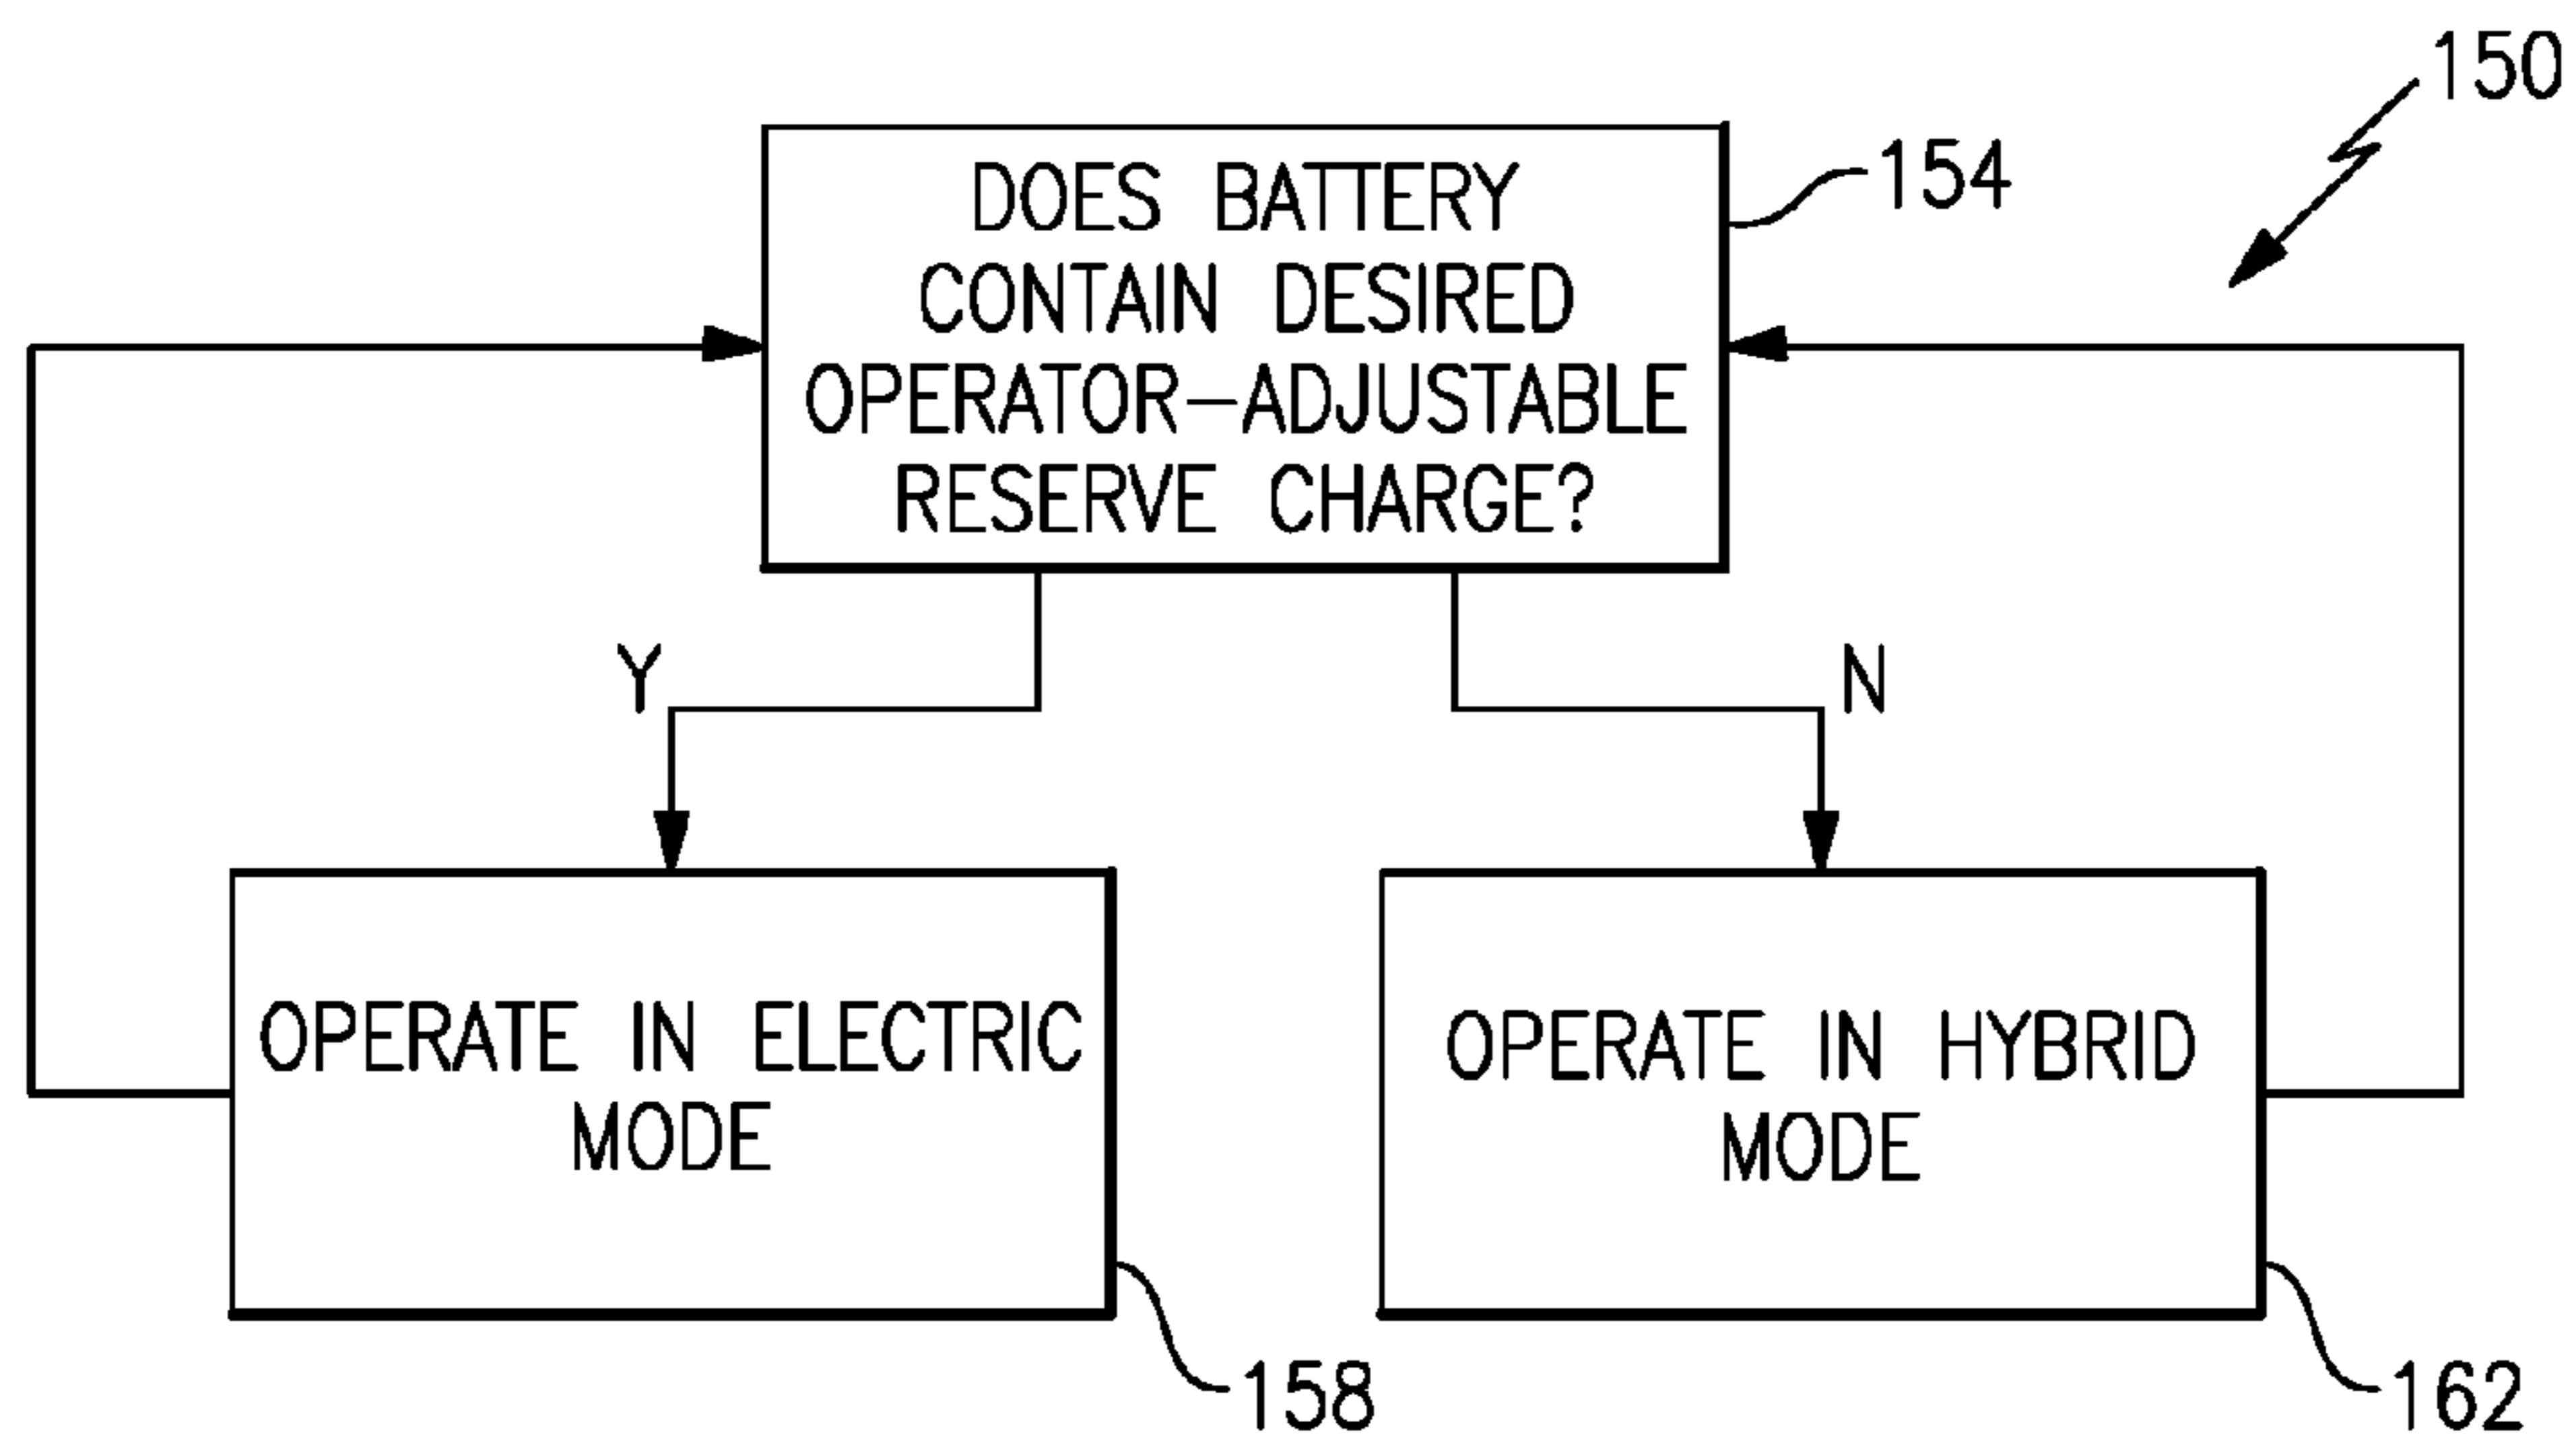 150
DOES BATTERY
154
CONTAIN DESIRED
OPERATOR-ADJUSTABLE
RESERVE CHARGE?
Y
N
OPERATE IN ELECTRIC
MODE
OPERATE IN HYBRID
MODE
158
162